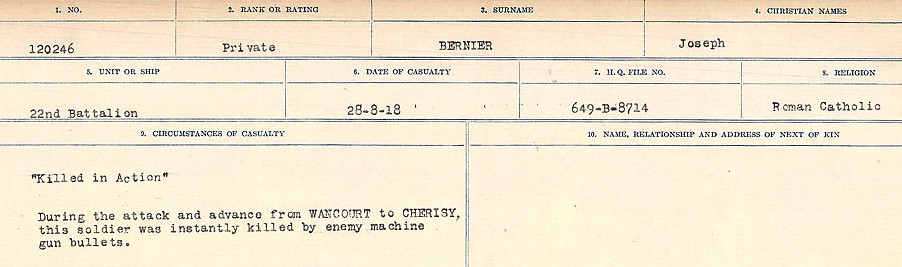 1. NO. 2. RANK OR RATING 3. SURNAME 4. CHRISTIAN NAMES
120246 Private BERNIER Joseph
5. UNIT OR SHIP 6. DATE OF CASUALTY 7. H.Q. FILE NO. 8. RELIGION
22nd Battalion 28-8-18 649-B-8714 Roman Catholic
9. CIRCUMSTANCES OF CASUALTY 10. NAME, RELATIONSHIP AND ADDRESS OF NEXT OF KIN
"Killed in Action"
During the attack and advance from WANCOURT to CHERISY,
this soldier was instantly killed by enemy machine
gun bullets.